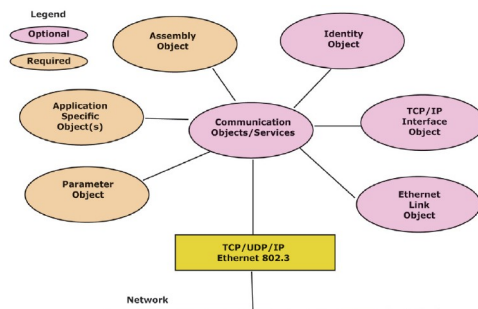 Legend
Optional
Required
Assembly
Object
Identity
Object
Application
Specific
Object(s)
Communication
Objects/Services
TCP/IP
Interface
Object
Parameter
Object
Ethernet
Link
Object
TCP/UDP/IP
Ethernet 802.3
Network